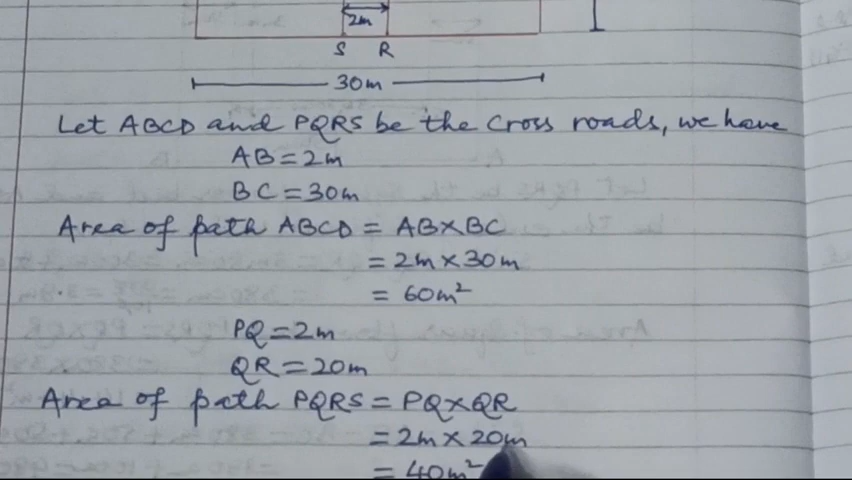 2m
S R
30m
Let ABCD and PQRS be the cross roads, we have
AB=2m
BC=30m
Area of path ABCD = AB×BC
= 2m × 30m
= 60m²
PQ=2m
QR=20m
Area of path PQRS = PQ×QR
= 2m × 20m
= 40m²